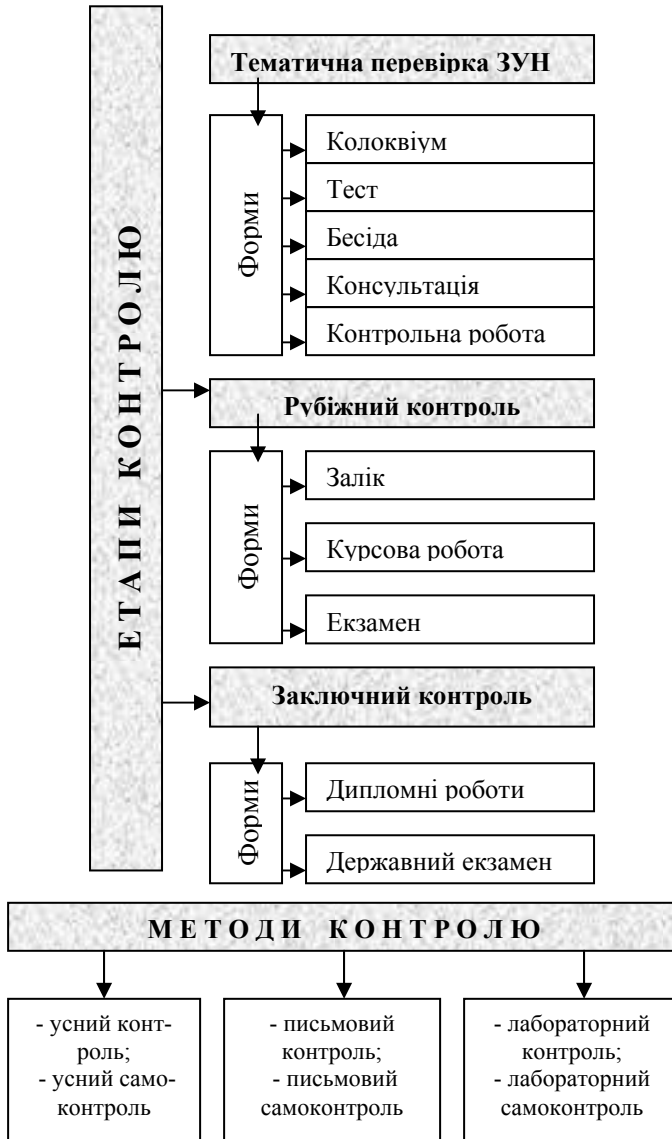 ЕТАПИ КОНТРОЛЮ
Тематична перевірка ЗУН
Форми
Колоквіум
Тест
Бесіда
Консультація
Контрольна робота
Рубіжний контроль
Форми
Залік
Курсова робота
Екзамен
Заключний контроль
Форми
Дипломні роботи
Державний екзамен
МЕТОДИ КОНТРОЛЮ
- усний конт-
роль;
- усний само-
контроль
- письмовий
контроль;
- письмовий
самоконтроль
- лабораторний
контроль;
- лабораторний
самоконтроль